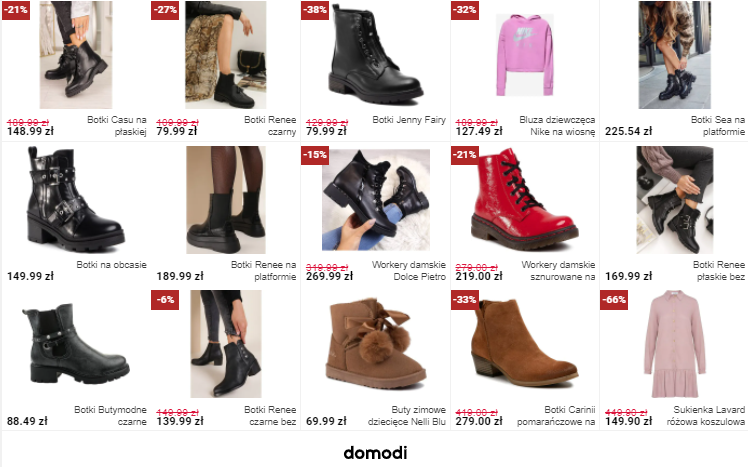 -21%
189.99 zł
148.99 zł
Botki Casu na
płaskiej
-27%
109.99 zł
79.99 zł
Botki Renee
czarny
-38%
129.99 zł
79.99 zł
Botki Jenny Fairy
-32%
189.99 zł
127.49 zł
Bluza dziewczęca
Nike na wiosnę
225.54 zł
Botki Sea na
platformie
149.99 zł
Botki na obcasie
189.99 zł
Botki Renee na
platformie
-15%
319.99 zł
269.99 zł
Workery damskie
Dolce Pietro
-21%
279.00 zł
219.00 zł
Workery damskie
sznurowane na
169.99 zł
Botki Renee
płaskie bez
88.49 zł
Botki Butymodne
czarne
-6%
149.99 zł
139.99 zł
Botki Renee
czarne bez
69.99 zł
Buty zimowe
dziecięce Nelli Blu
-33%
419.00 zł
279.00 zł
Botki Carinii
pomarańczowe na
-66%
449.90 zł
149.90 zł
Sukienka Lavard
różowa koszulowa
domodi